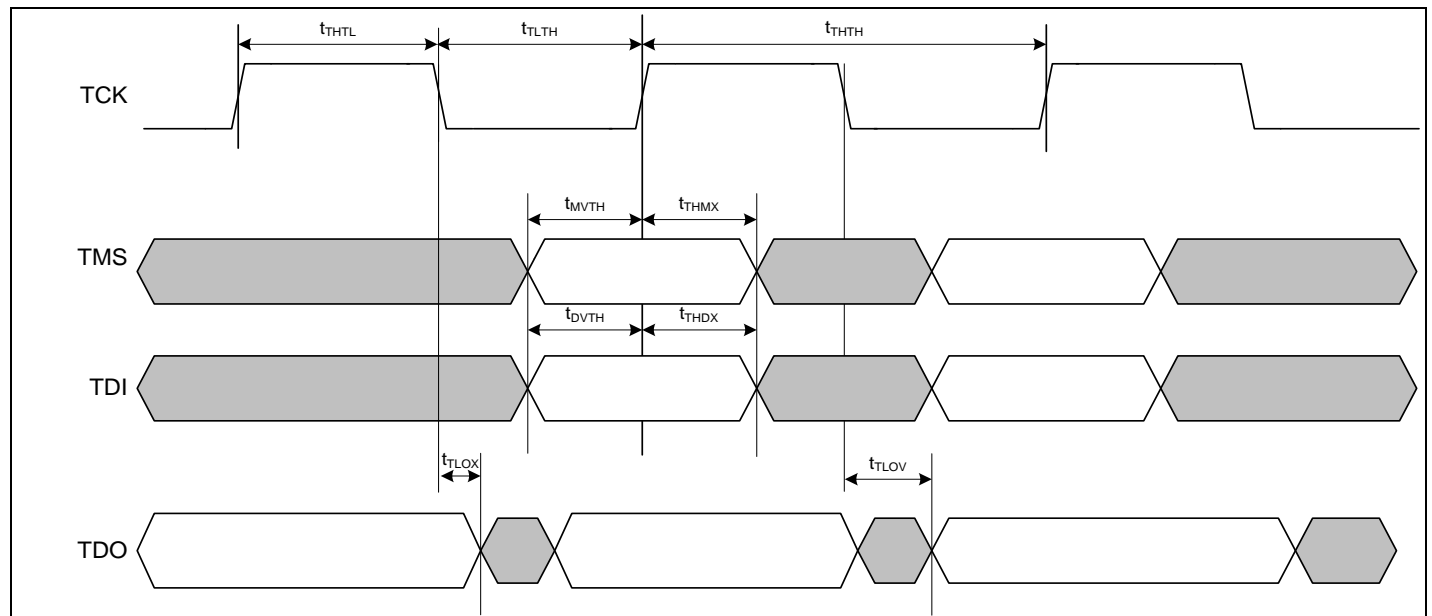 tTHTL tTLTH tTHTH
TCK
tMVTH tTHMX
TMS
tDVTH tTHDX
TDI
tTLOX tTLOV
TDO